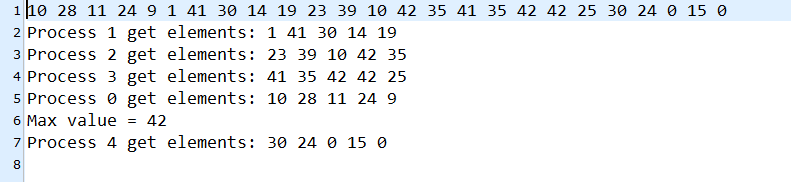 1 10 28 11 24 9 1 41 30 14 19 23 39 10 42 35 41 35 42 42 25 30 24 0 15 0
2 Process 1 get elements: 1 41 30 14 19
3 Process 2 get elements: 23 39 10 42 35
4 Process 3 get elements: 41 35 42 42 25
5 Process 0 get elements: 10 28 11 24 9
6 Max value = 42
7 Process 4 get elements: 30 24 0 15 0
8